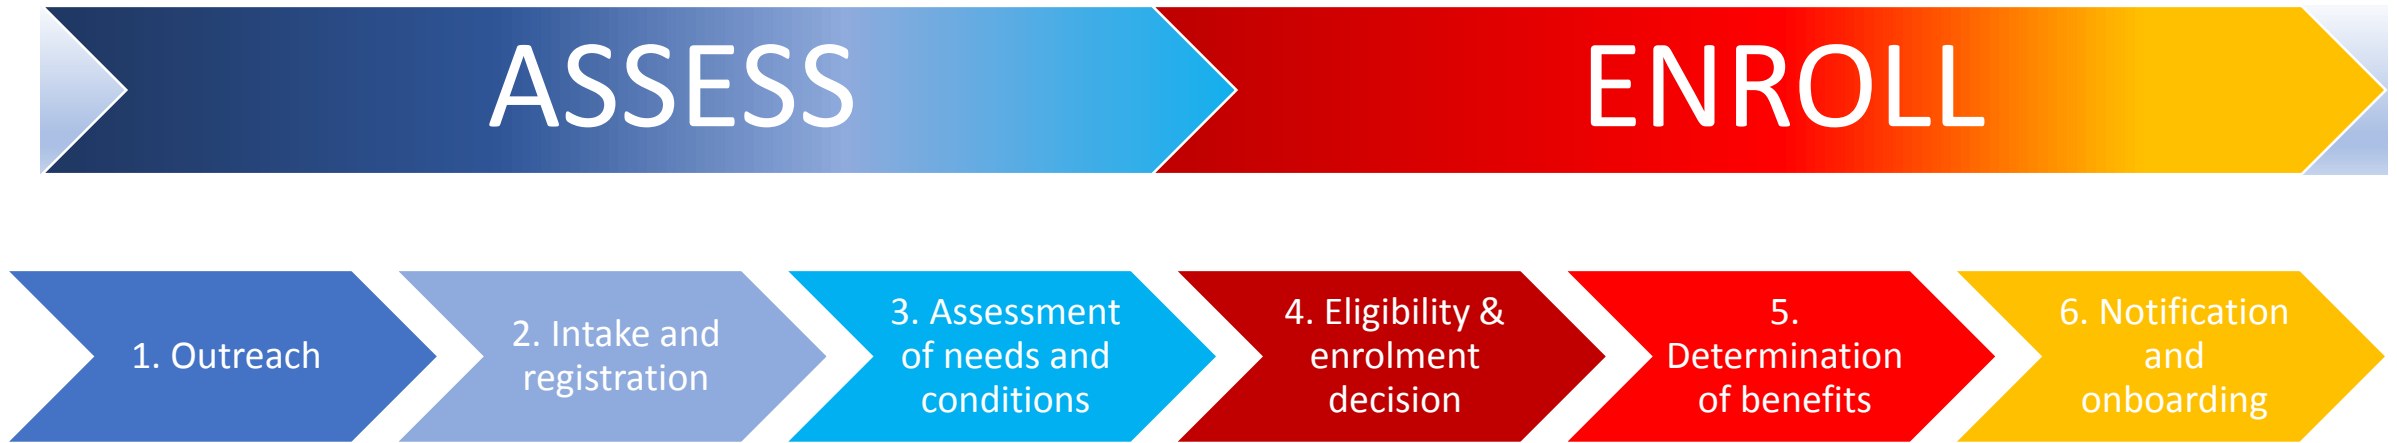 ASSESS
ENROLL
1. Outreach
2. Intake and
registration
3. Assessment
of needs and
conditions
4. Eligibility &
enrolment
decision
5.
Determination
of benefits
6. Notification
and
onboarding